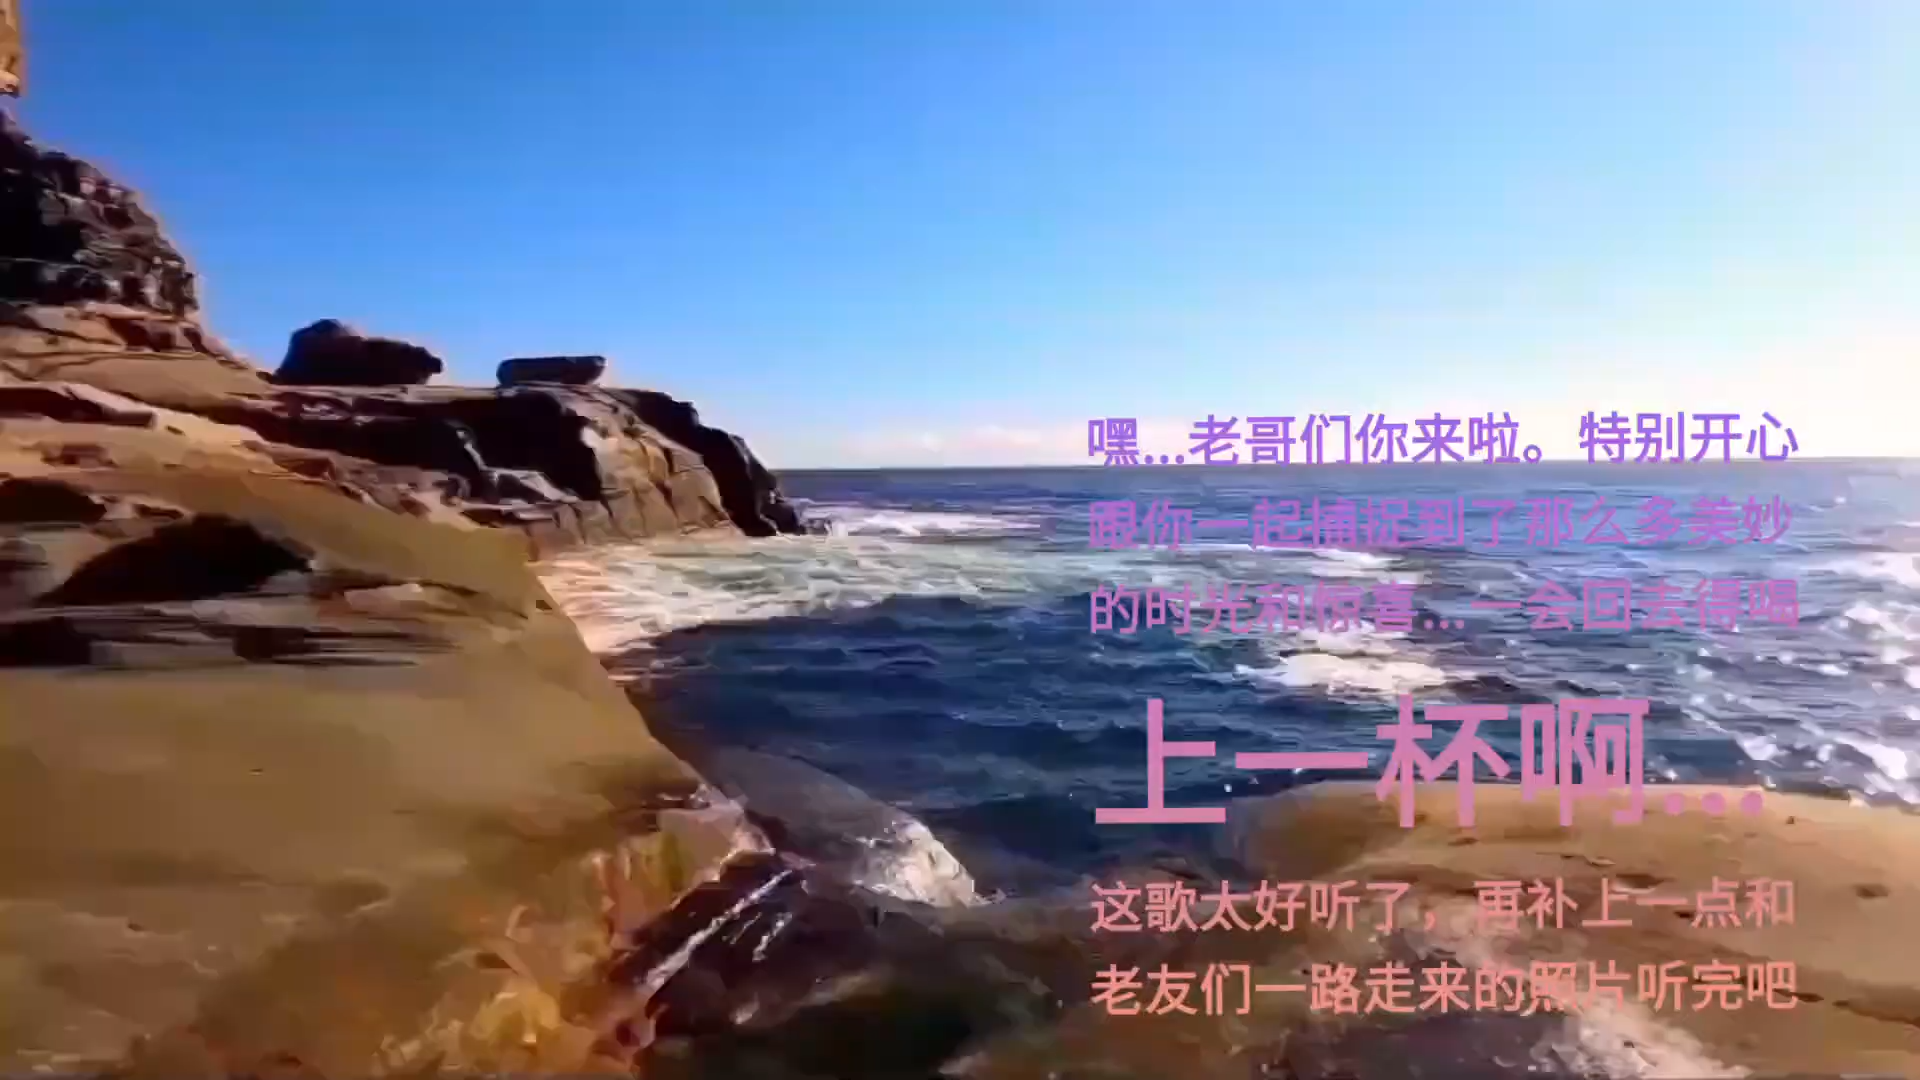 嘿...老哥们你来啦。特别开心
跟你一起捕捉到了那么多美妙
的时光和惊喜...一会回去得喝
上一杯啊...
这歌太好听了，再补上一点和
老友们一路走来的照片听完吧